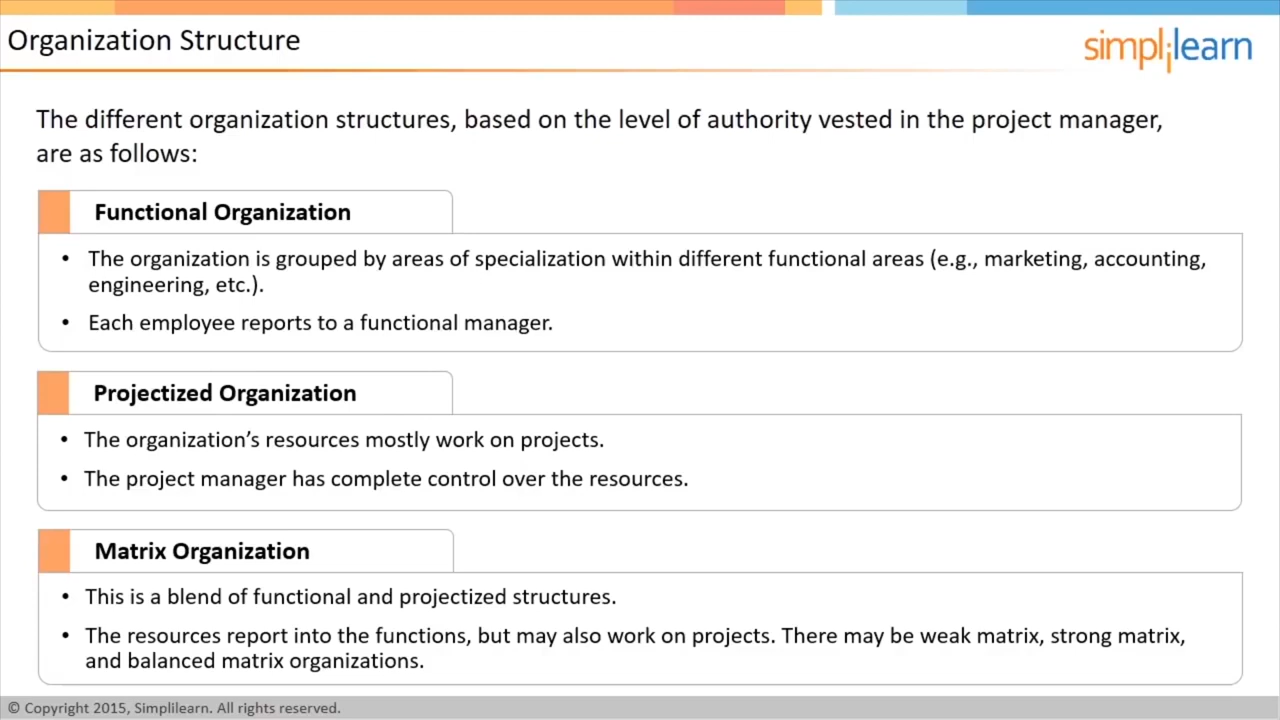 Organization Structure
simplilearn
The different organization structures, based on the level of authority vested in the project manager,
are as follows:
Functional Organization
• The organization is grouped by areas of specialization within different functional areas (e.g., marketing, accounting,
engineering, etc.).
• Each employee reports to a functional manager.
Projectized Organization
• The organization’s resources mostly work on projects.
• The project manager has complete control over the resources.
Matrix Organization
• This is a blend of functional and projectized structures.
• The resources report into the functions, but may also work on projects. There may be weak matrix, strong matrix,
and balanced matrix organizations.
© Copyright 2015, Simplilearn. All rights reserved.